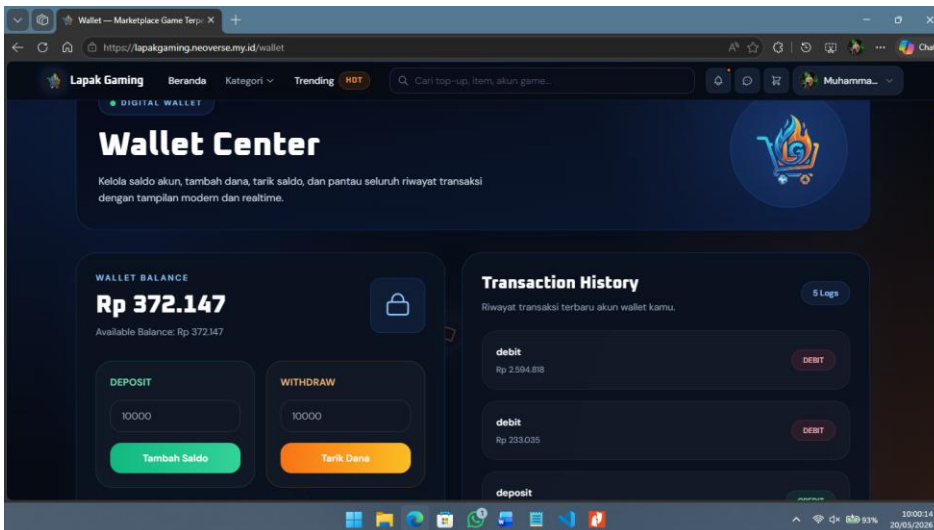 Wallet — Marketplace Game Terp
https://lapakgaming.neoverse.my.id/wallet
Chat
Lapak Gaming
Beranda
Kategori
Trending
HOT
Cari top-up, item, akun game...
Muhamma...
DIGITAL WALLET
Wallet Center
Kelola saldo akun, tambah dana, tarik saldo, dan pantau seluruh riwayat transaksi
dengan tampilan modern dan realtime.
LG
WALLET BALANCE
Rp 372.147
Available Balance: Rp 372.147
DEPOSIT
10000
Tambah Saldo
WITHDRAW
10000
Tarik Dana
Transaction History
Riwayat transaksi terbaru akun wallet kamu.
5 Logs
debit
Rp 2.594.818
DEBIT
debit
Rp 233.035
DEBIT
deposit
93%
10:00:14
20/05/2026